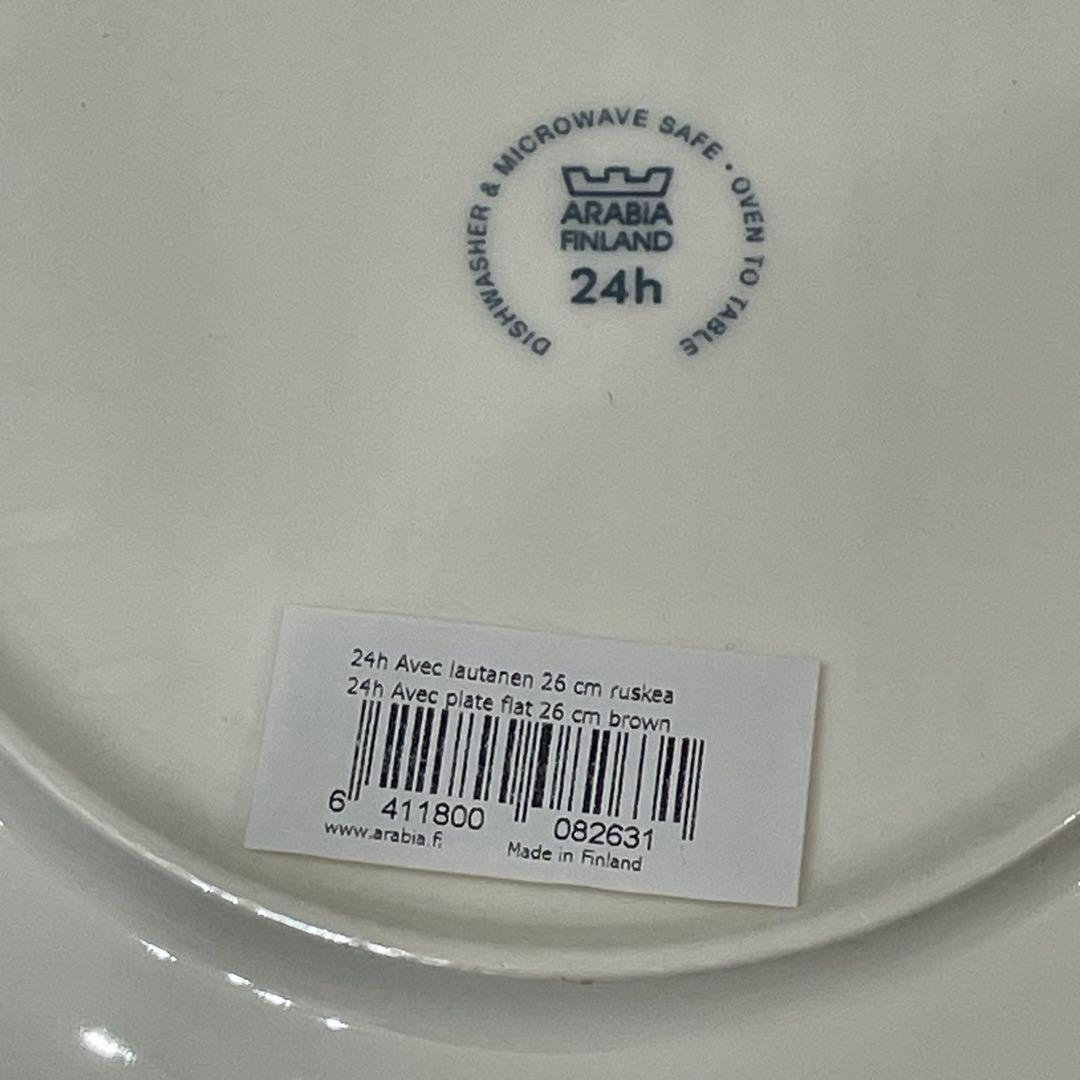 DISHWASHER & MICROWAVE SAFE • OVEN TO TABLE
ARABIA
FINLAND
24h
24h Avec lautanen 26 cm ruskea
24h Avec plate flat 26 cm brown
6 411800 082631
www.arabia.fi Made in Finland